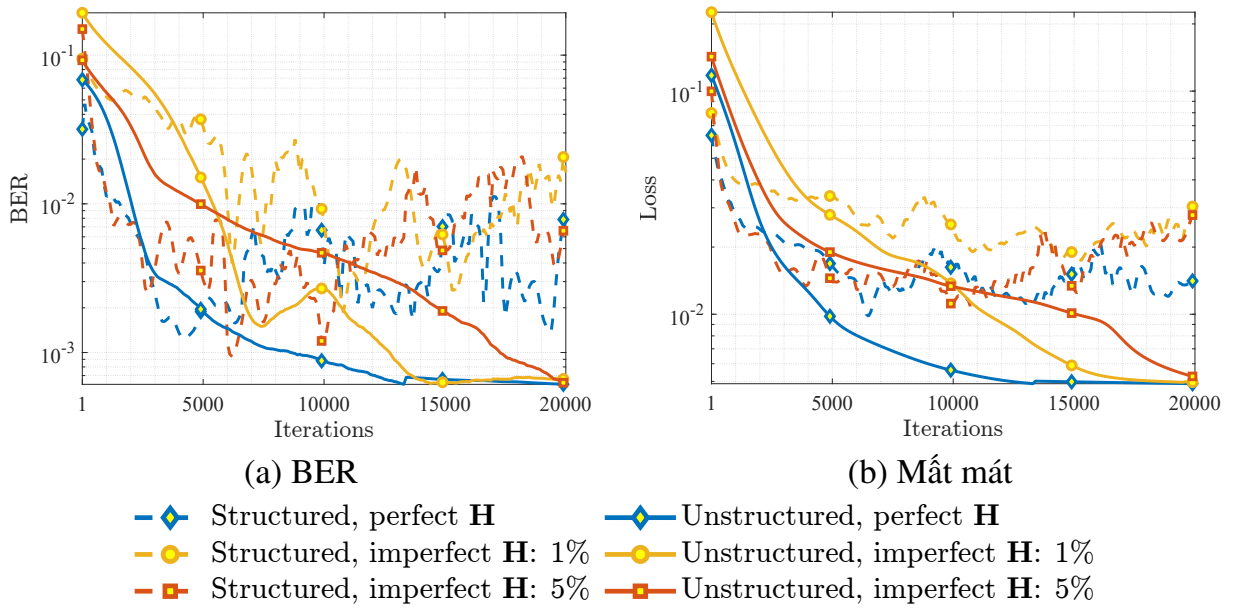 10^{-1}
10^{-2}
10^{-3}
BER
1 5000 10000 15000 20000
Iterations
(a) BER
10^{-1}
10^{-2}
Loss
1 5000 10000 15000 20000
Iterations
(b) Mất mát
Structured, perfect H
Unstructured, perfect H
Structured, imperfect H: 1%
Unstructured, imperfect H: 1%
Structured, imperfect H: 5%
Unstructured, imperfect H: 5%